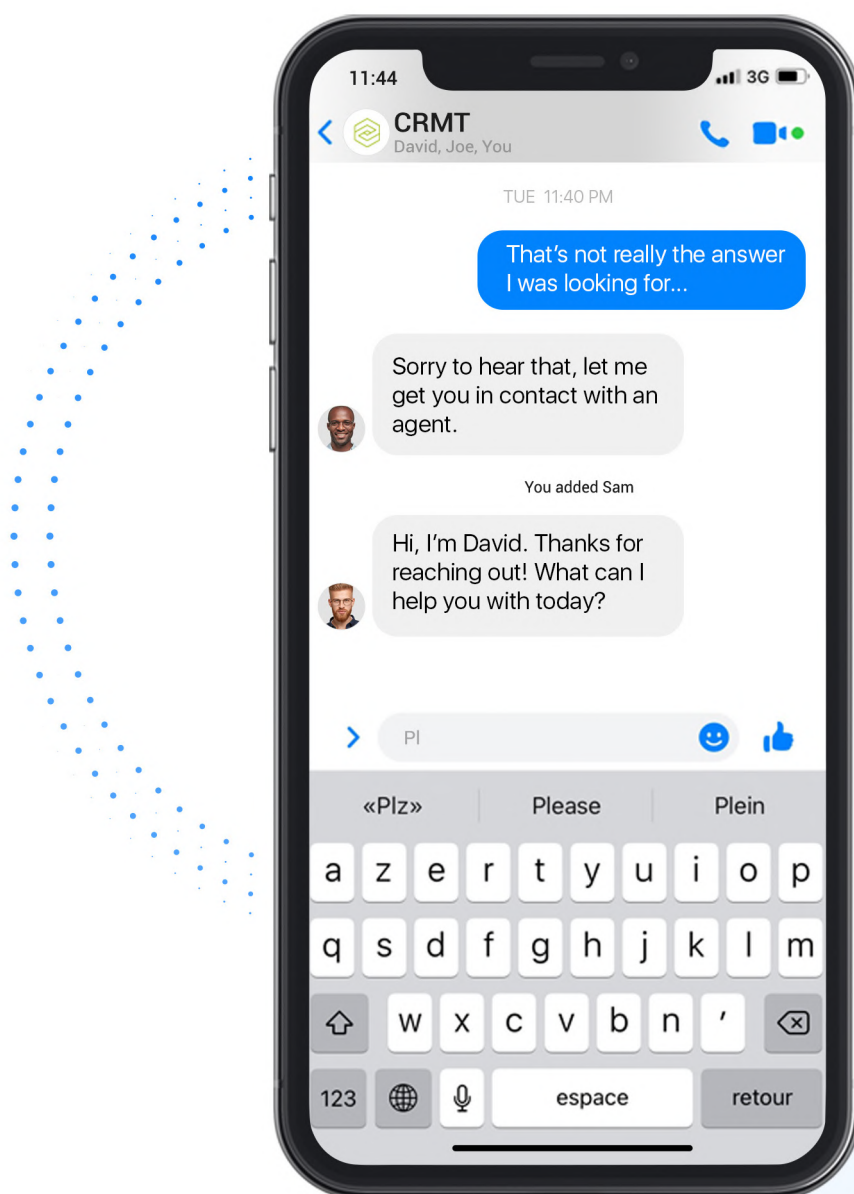 11:44
3G
CRMT
David, Joe, You
TUE 11:40 PM
That’s not really the answer
I was looking for...
Sorry to hear that, let me
get you in contact with an
agent.
You added Sam
Hi, I’m David. Thanks for
reaching out! What can I
help you with today?
Pl
«Plz» Please Plein
a z e r t y u i o p
q s d f g h j k l m
w x c v b n ′
123 espace retour